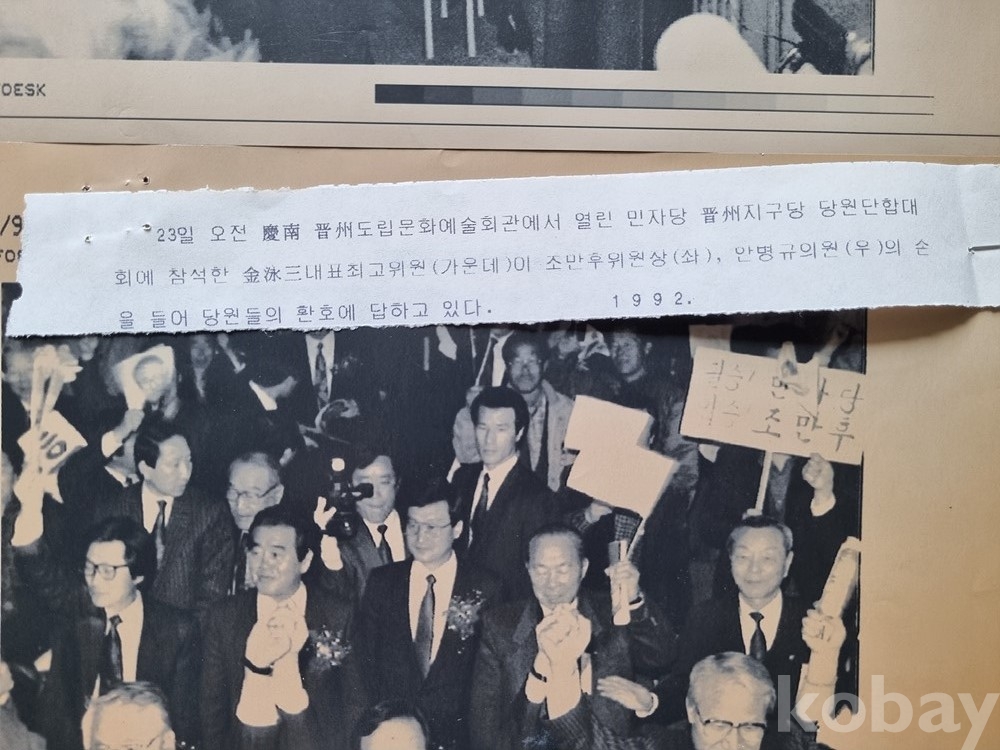 DESK
23일 오전 慶南 晋州도립문화예술회관에서 열린 민자당 晋州지구당 당원단합대
회에 참석한 金泳三내표최고위원(가운데)이 조만후위원상(좌), 안병규의원(우)의 손
을 들어 당원들의 환호에 답하고 있다. 1992.
/9
민자당
조만후
kobay